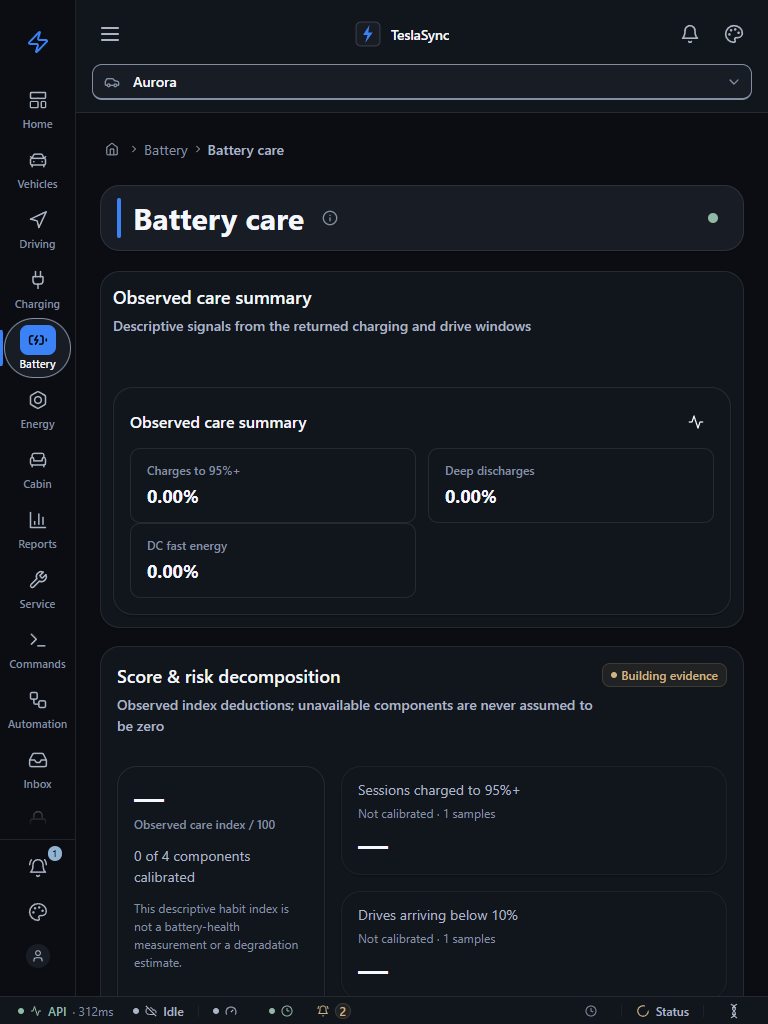 TeslaSync
Aurora
Home
Vehicles
Driving
Charging
Battery
Energy
Cabin
Reports
Service
Commands
Automation
Inbox
1
Battery
Battery care
Battery care
Observed care summary
Descriptive signals from the returned charging and drive windows
Observed care summary
Charges to 95%+
0.00%
Deep discharges
0.00%
DC fast energy
0.00%
Score & risk decomposition
Building evidence
Observed index deductions; unavailable components are never assumed to
be zero
—
Observed care index / 100
0 of 4 components
calibrated
This descriptive habit index is
not a battery-health
measurement or a degradation
estimate.
Sessions charged to 95%+
Not calibrated · 1 samples
—
Drives arriving below 10%
Not calibrated · 1 samples
—
API · 312ms
Idle
2
Status